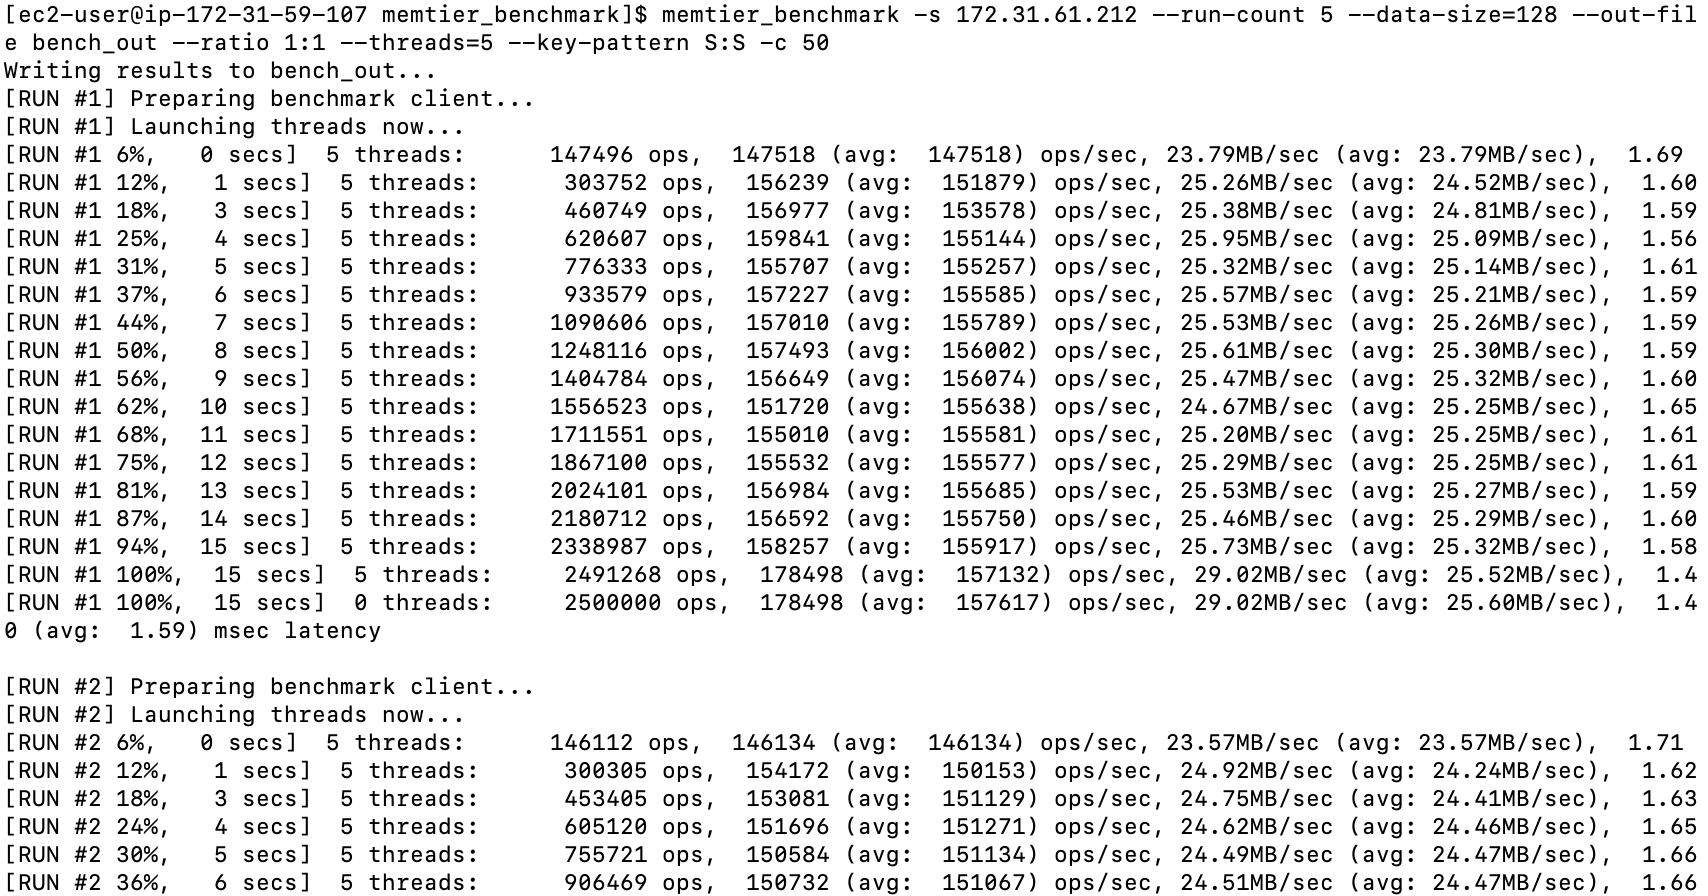 [ec2-user@ip-172-31-59-107 memtier_benchmark]$ memtier_benchmark -s 172.31.61.212 --run-count 5 --data-size=128 --out-fil
e bench_out --ratio 1:1 --threads=5 --key-pattern S:S -c 50
Writing results to bench_out...
[RUN #1] Preparing benchmark client...
[RUN #1] Launching threads now...
[RUN #1 6%,   0 secs]  5 threads:      147496 ops,  147518 (avg:  147518) ops/sec, 23.79MB/sec (avg: 23.79MB/sec),  1.69
[RUN #1 12%,   1 secs]  5 threads:      303752 ops,  156239 (avg:  151879) ops/sec, 25.26MB/sec (avg: 24.52MB/sec),  1.60
[RUN #1 18%,   3 secs]  5 threads:      460749 ops,  156977 (avg:  153578) ops/sec, 25.38MB/sec (avg: 24.81MB/sec),  1.59
[RUN #1 25%,   4 secs]  5 threads:      620607 ops,  159841 (avg:  155144) ops/sec, 25.95MB/sec (avg: 25.09MB/sec),  1.56
[RUN #1 31%,   5 secs]  5 threads:      776333 ops,  155707 (avg:  155257) ops/sec, 25.32MB/sec (avg: 25.14MB/sec),  1.61
[RUN #1 37%,   6 secs]  5 threads:      933579 ops,  157227 (avg:  155585) ops/sec, 25.57MB/sec (avg: 25.21MB/sec),  1.59
[RUN #1 44%,   7 secs]  5 threads:     1090606 ops,  157010 (avg:  155789) ops/sec, 25.53MB/sec (avg: 25.26MB/sec),  1.59
[RUN #1 50%,   8 secs]  5 threads:     1248116 ops,  157493 (avg:  156002) ops/sec, 25.61MB/sec (avg: 25.30MB/sec),  1.59
[RUN #1 56%,   9 secs]  5 threads:     1404784 ops,  156649 (avg:  156074) ops/sec, 25.47MB/sec (avg: 25.32MB/sec),  1.60
[RUN #1 62%,  10 secs]  5 threads:     1556523 ops,  151720 (avg:  155638) ops/sec, 24.67MB/sec (avg: 25.25MB/sec),  1.65
[RUN #1 68%,  11 secs]  5 threads:     1711551 ops,  155010 (avg:  155581) ops/sec, 25.20MB/sec (avg: 25.25MB/sec),  1.61
[RUN #1 75%,  12 secs]  5 threads:     1867100 ops,  155532 (avg:  155577) ops/sec, 25.29MB/sec (avg: 25.25MB/sec),  1.61
[RUN #1 81%,  13 secs]  5 threads:     2024101 ops,  156984 (avg:  155685) ops/sec, 25.53MB/sec (avg: 25.27MB/sec),  1.59
[RUN #1 87%,  14 secs]  5 threads:     2180712 ops,  156592 (avg:  155750) ops/sec, 25.46MB/sec (avg: 25.29MB/sec),  1.60
[RUN #1 94%,  15 secs]  5 threads:     2338987 ops,  158257 (avg:  155917) ops/sec, 25.73MB/sec (avg: 25.32MB/sec),  1.58
[RUN #1 100%,  15 secs]  5 threads:     2491268 ops,  178498 (avg:  157132) ops/sec, 29.02MB/sec (avg: 25.52MB/sec),  1.4
[RUN #1 100%,  15 secs]  0 threads:     2500000 ops,  178498 (avg:  157617) ops/sec, 29.02MB/sec (avg: 25.60MB/sec),  1.4
0 (avg:  1.59) msec latency
[RUN #2] Preparing benchmark client...
[RUN #2] Launching threads now...
[RUN #2 6%,   0 secs]  5 threads:      146112 ops,  146134 (avg:  146134) ops/sec, 23.57MB/sec (avg: 23.57MB/sec),  1.71
[RUN #2 12%,   1 secs]  5 threads:      300305 ops,  154172 (avg:  150153) ops/sec, 24.92MB/sec (avg: 24.24MB/sec),  1.62
[RUN #2 18%,   3 secs]  5 threads:      453405 ops,  153081 (avg:  151129) ops/sec, 24.75MB/sec (avg: 24.41MB/sec),  1.63
[RUN #2 24%,   4 secs]  5 threads:      605120 ops,  151696 (avg:  151271) ops/sec, 24.62MB/sec (avg: 24.46MB/sec),  1.65
[RUN #2 30%,   5 secs]  5 threads:      755721 ops,  150584 (avg:  151134) ops/sec, 24.49MB/sec (avg: 24.47MB/sec),  1.66
[RUN #2 36%,   6 secs]  5 threads:      906469 ops,  150732 (avg:  151067) ops/sec, 24.51MB/sec (avg: 24.47MB/sec),  1.66